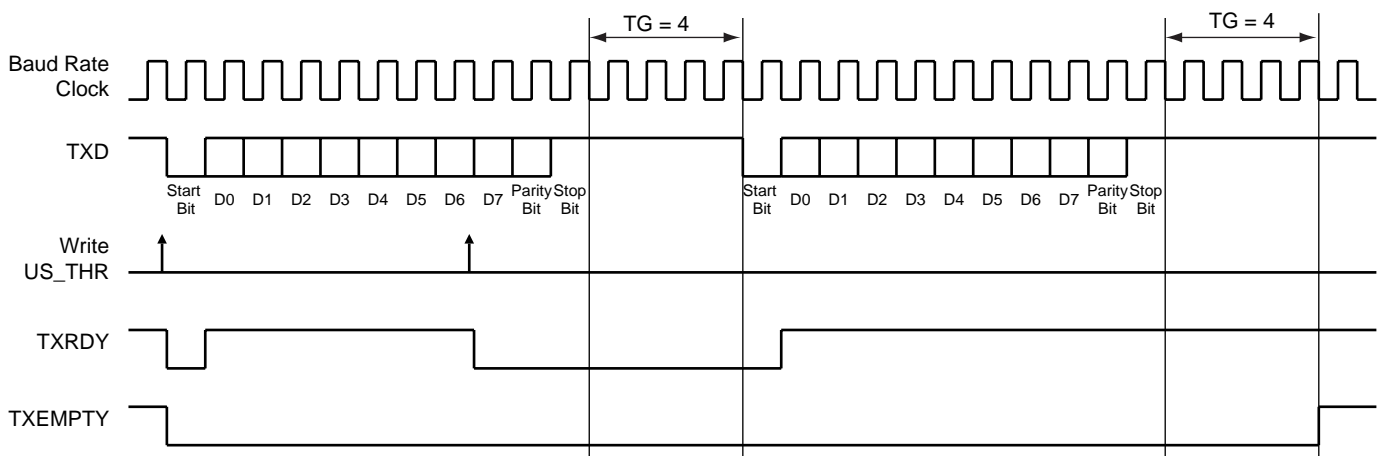 TG = 4
TG = 4
Baud Rate
Clock
TXD
Start
Bit
D0
D1
D2
D3
D4
D5
D6
D7
Parity
Bit
Stop
Bit
Start
Bit
D0
D1
D2
D3
D4
D5
D6
D7
Parity
Bit
Stop
Bit
Write
US_THR
TXRDY
TXEMPTY